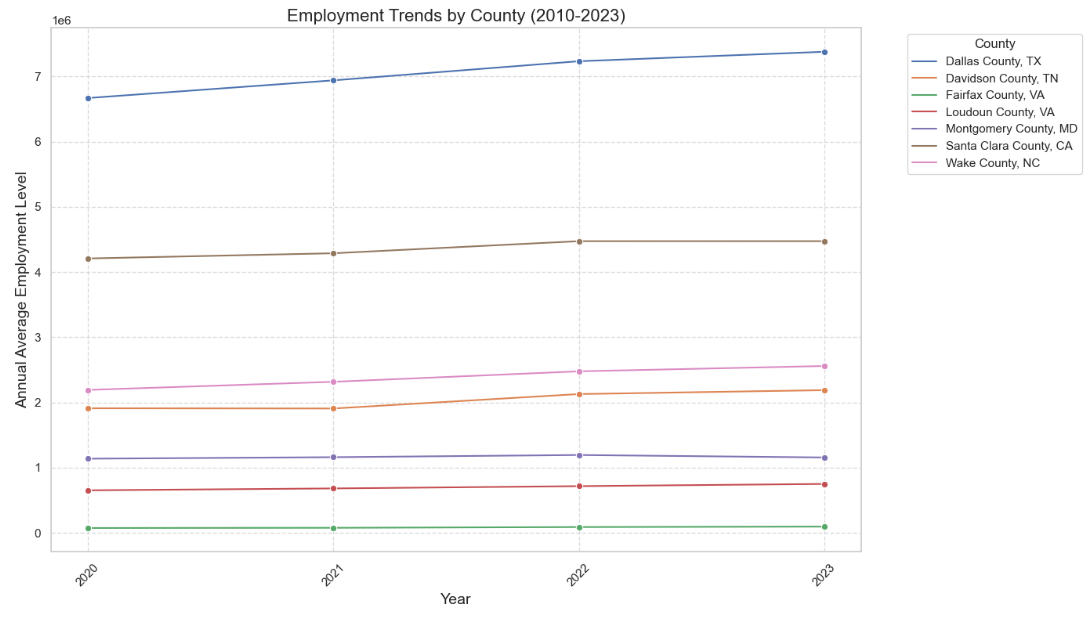 Employment Trends by County (2010-2023)
1e6
7
6
5
4
3
2
1
0
Annual Average Employment Level
2020
2021
2022
2023
Year
County
Dallas County, TX
Davidson County, TN
Fairfax County, VA
Loudoun County, VA
Montgomery County, MD
Santa Clara County, CA
Wake County, NC